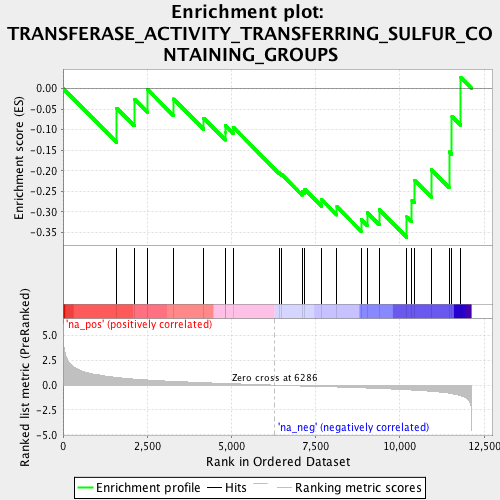 Enrichment plot:
TRANSFERASE_ACTIVITY_TRANSFERRING_SULFUR_CO
NTAINING_GROUPS
Enrichment score (ES)
0.00
-0.05
-0.10
-0.15
-0.20
-0.25
-0.30
-0.35
'na_pos' (positively correlated)
Ranked list metric (PreRanked)
5.0
2.5
0.0
-2.5
-5.0
Zero cross at 6286
'na_neg' (negatively correlated)
0
2,500
5,000
7,500
10,000
12,500
Rank in Ordered Dataset
Enrichment profile
Hits
Ranking metric scores